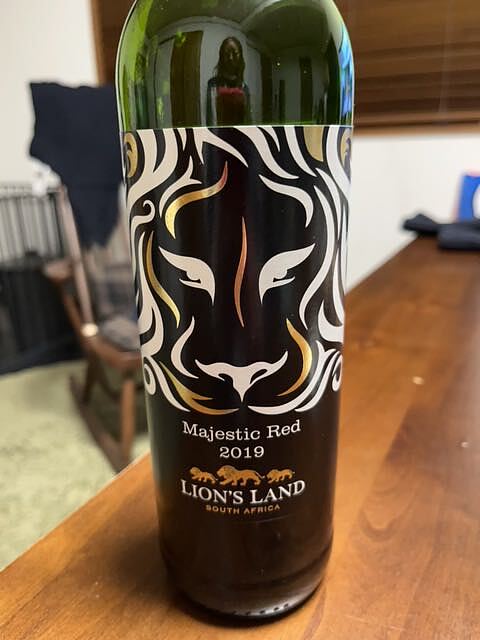 Majestic Red
2019
LION'S LAND
SOUTH AFRICA